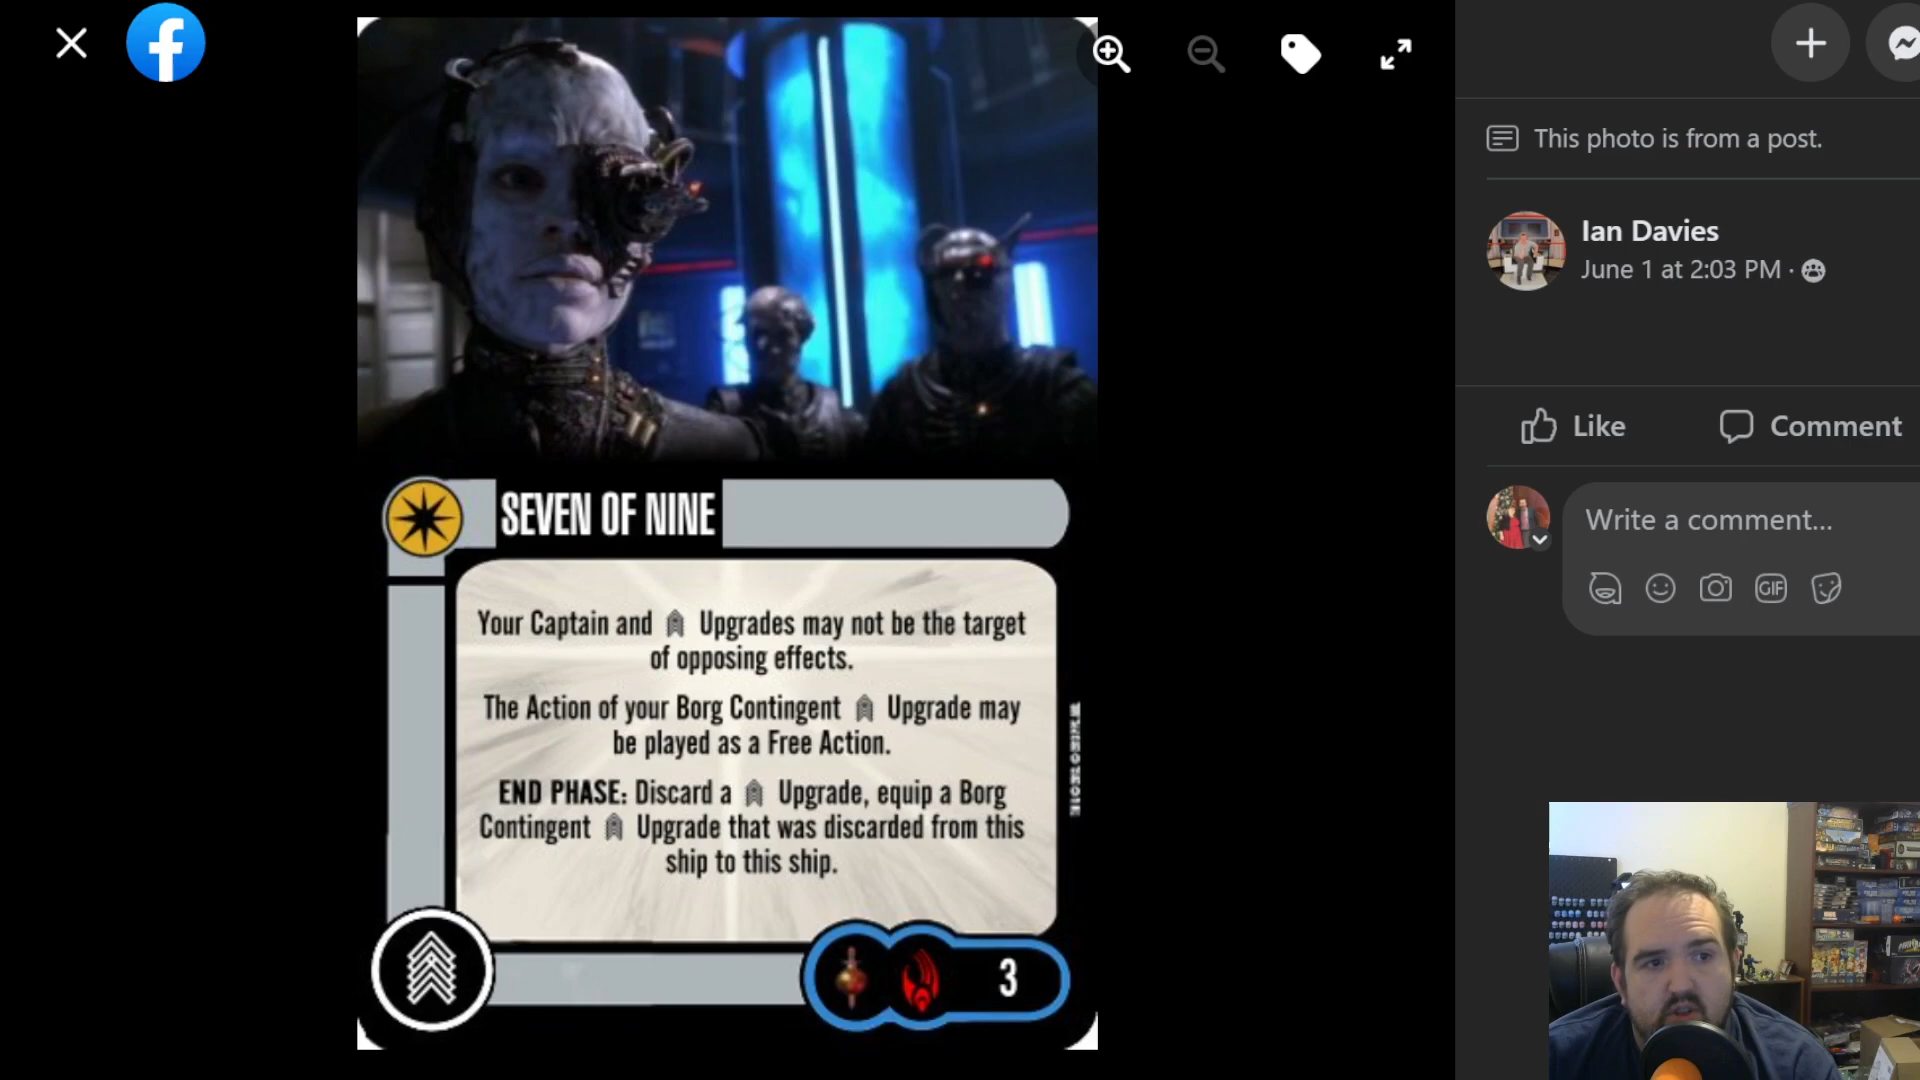 This photo is from a post.
Ian Davies
June 1 at 2:03 PM ·
Like
Comment
Write a comment...
GIF
SEVEN OF NINE
Your Captain and Upgrades may not be the target
of opposing effects.
The Action of your Borg Contingent Upgrade may
be played as a Free Action.
END PHASE: Discard a Upgrade, equip a Borg
Contingent Upgrade that was discarded from this
ship to this ship.
3